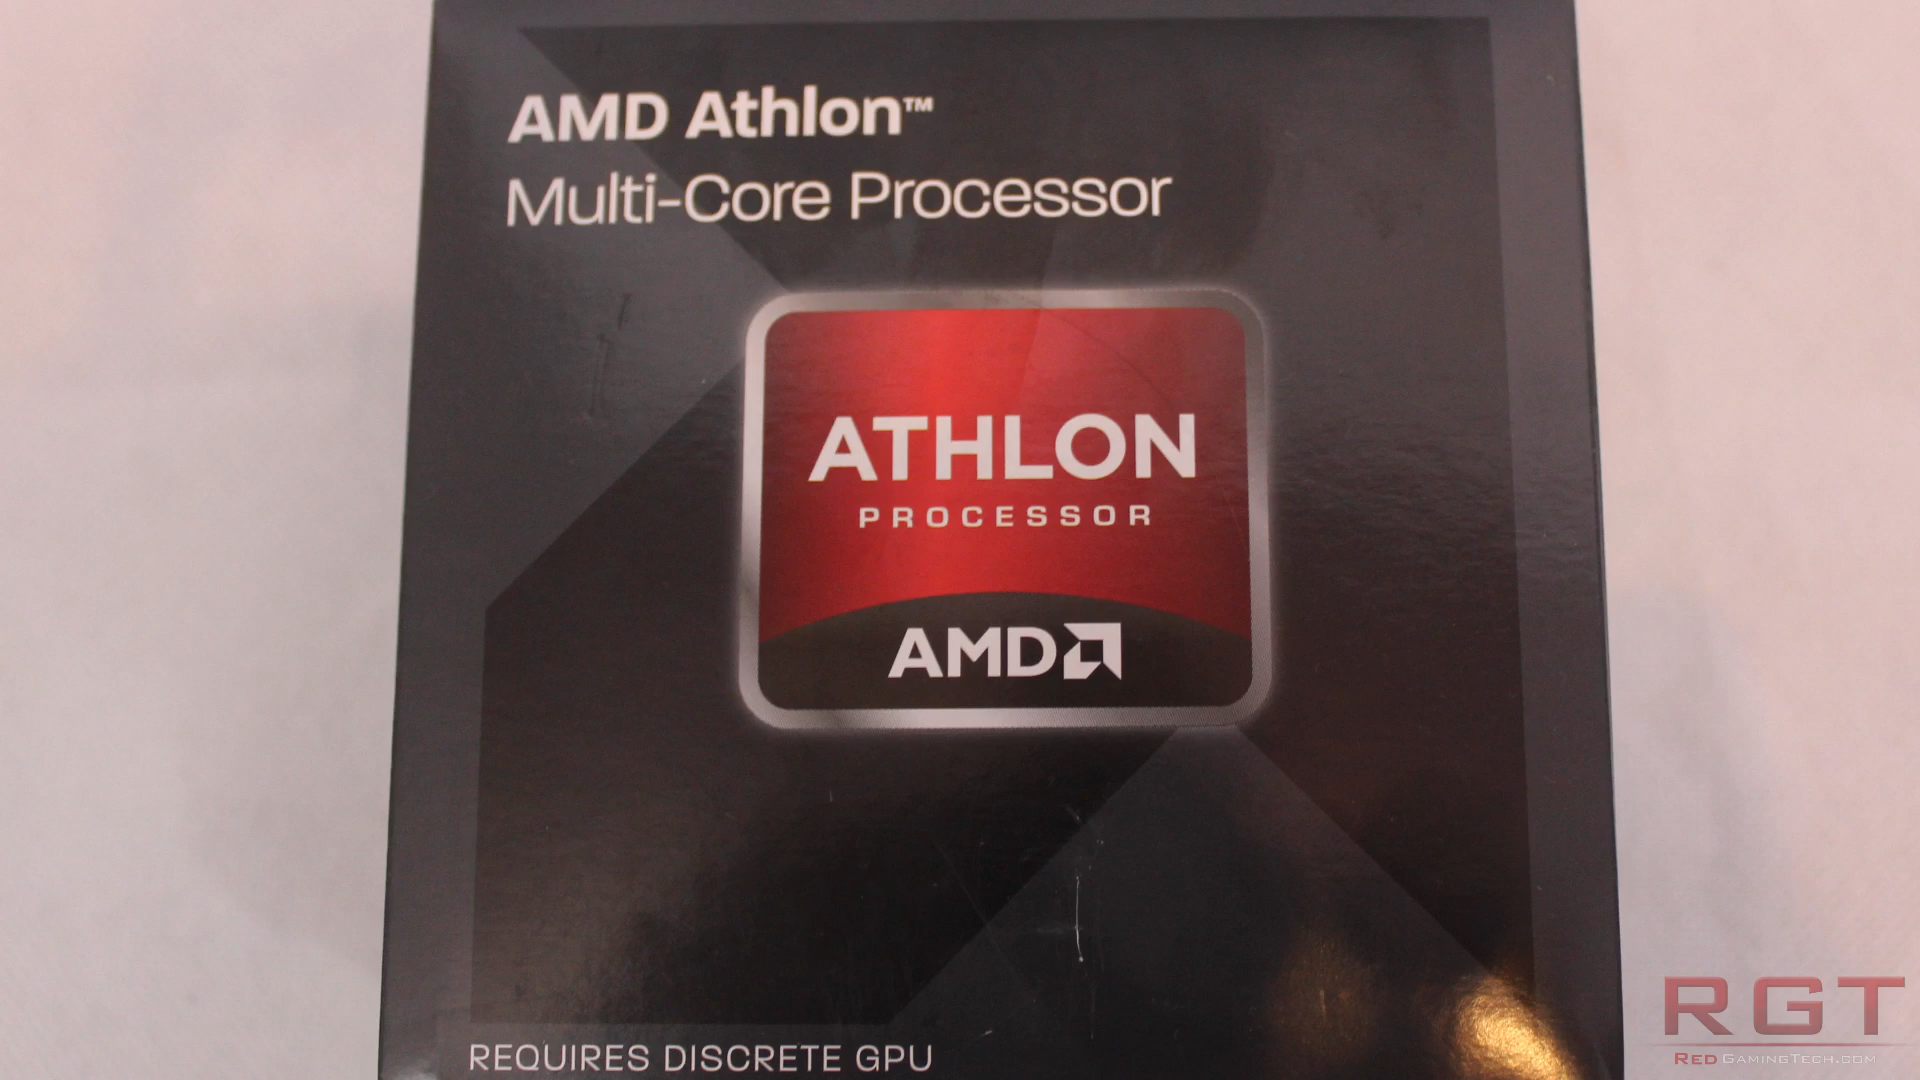 AMD Athlon™
Multi-Core Processor
ATHLON
PROCESSOR
AMD
REQUIRES DISCRETE GPU
RGT
REDGAMINGTECH.COM